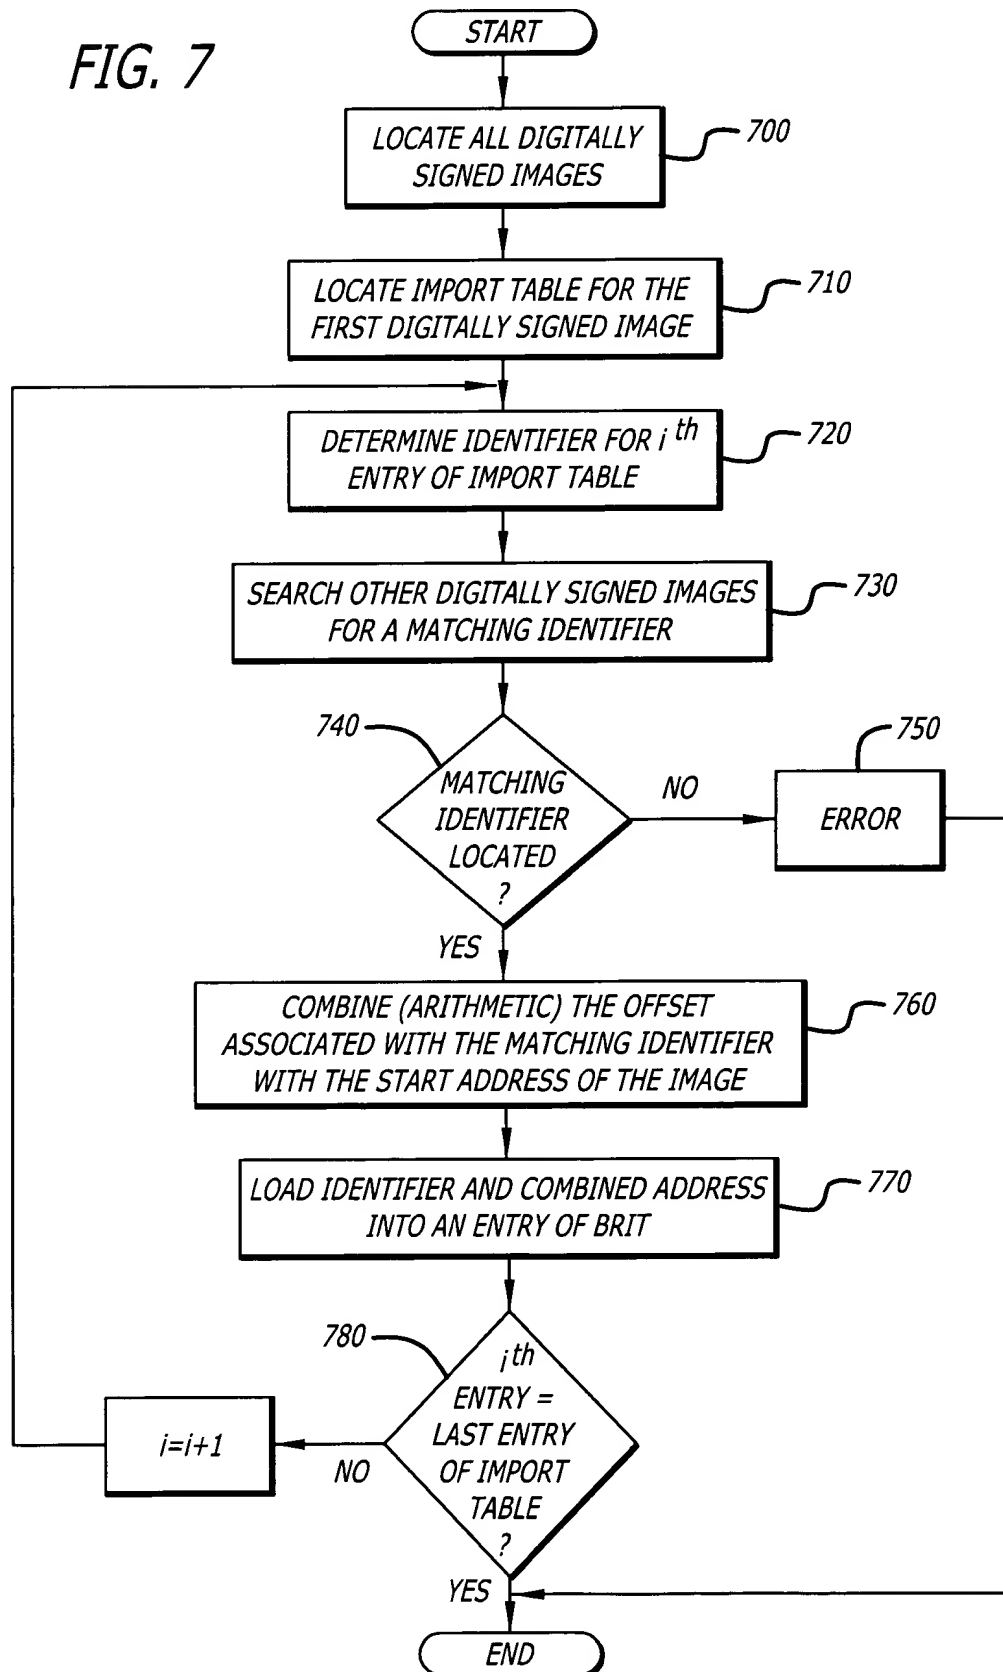 FIG. 7
START
LOCATE ALL DIGITALLY
SIGNED IMAGES
700
LOCATE IMPORT TABLE FOR THE
FIRST DIGITALLY SIGNED IMAGE
710
DETERMINE IDENTIFIER FOR i th
ENTRY OF IMPORT TABLE
720
SEARCH OTHER DIGITALLY SIGNED IMAGES
FOR A MATCHING IDENTIFIER
730
740
MATCHING
IDENTIFIER
LOCATED
?
NO
750
ERROR
YES
COMBINE (ARITHMETIC) THE OFFSET
ASSOCIATED WITH THE MATCHING IDENTIFIER
WITH THE START ADDRESS OF THE IMAGE
760
LOAD IDENTIFIER AND COMBINED ADDRESS
INTO AN ENTRY OF BRIT
770
780
i th
ENTRY =
LAST ENTRY
OF IMPORT
TABLE
?
NO
i=i+1
YES
END